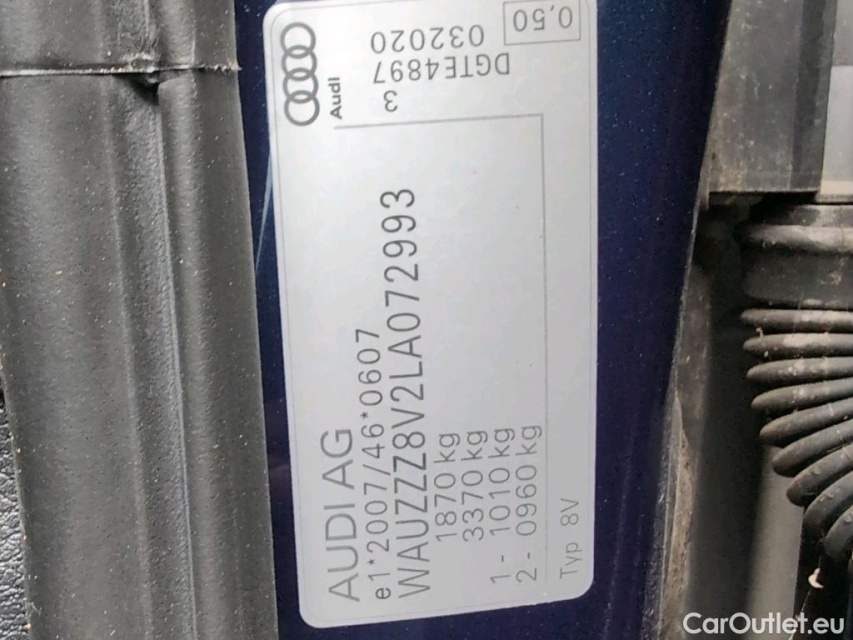 AUDI AG
e1*2007/46*0607
WAUZZZ8V2LA072993
1870 kg
3370 kg
1- 1010 kg
2- 0960 kg
Typ 8V
Audi
3
DGTE4897
032020
0,50
CarOutlet.eu